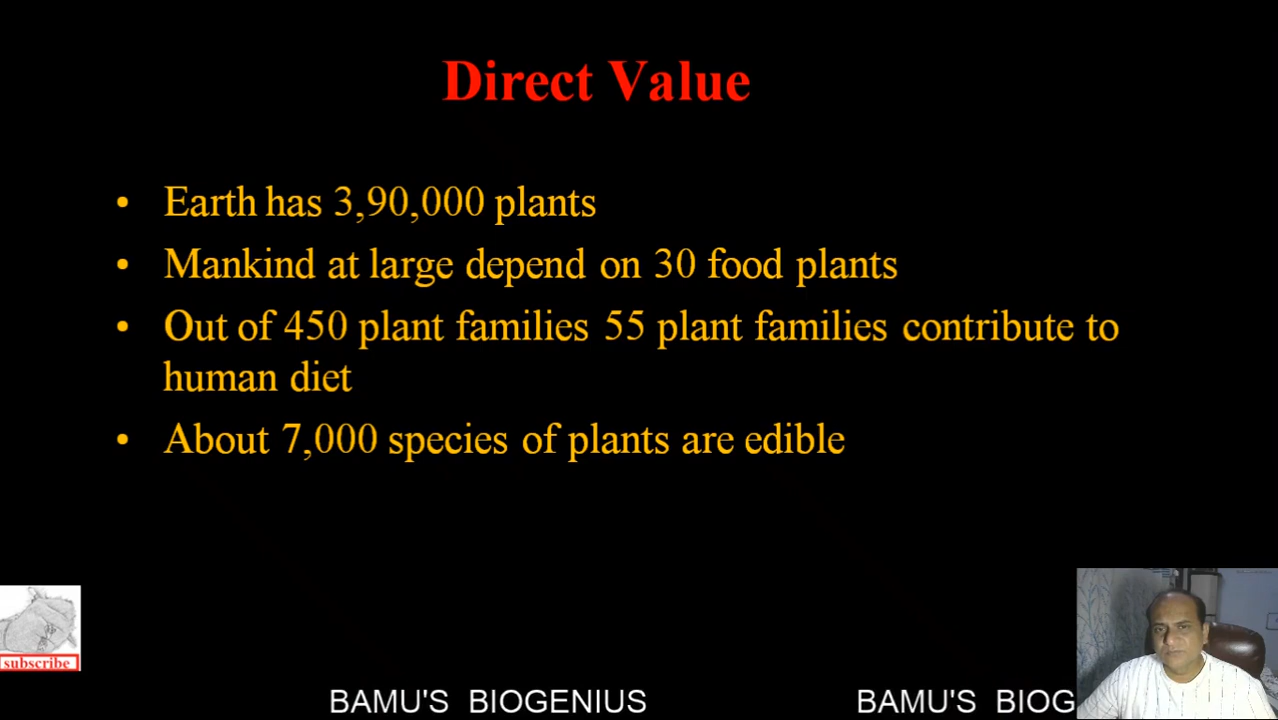 Direct Value
• Earth has 3,90,000 plants
• Mankind at large depend on 30 food plants
• Out of 450 plant families 55 plant families contribute to
human diet
• About 7,000 species of plants are edible
subscribe
BAMU'S BIOGENIUS BAMU'S BIOG